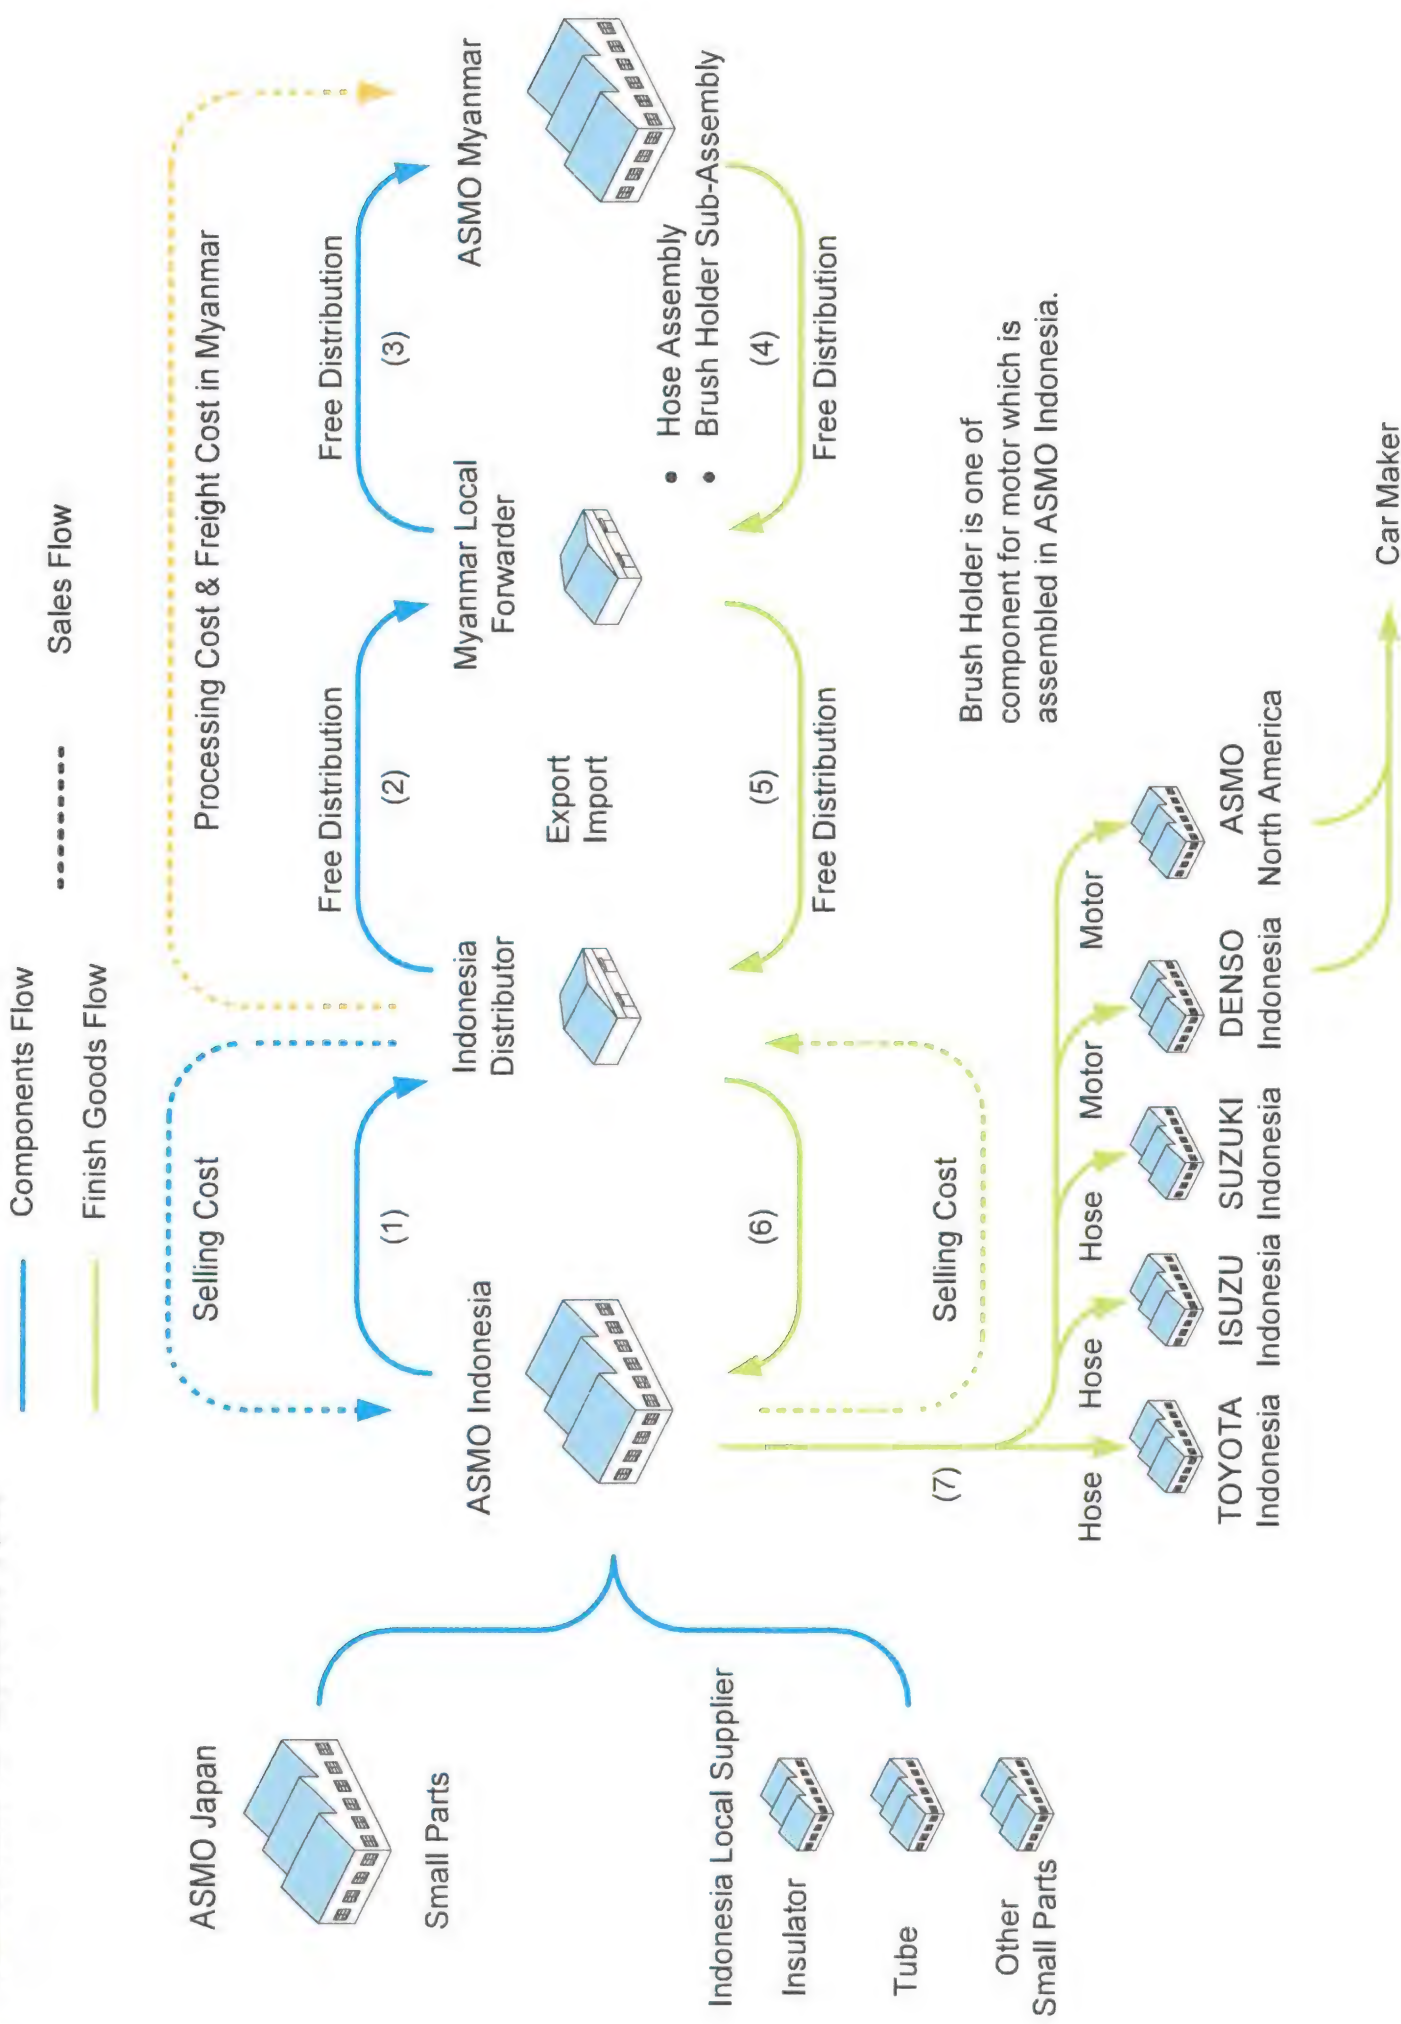 Components Flow
Finish Goods Flow
Sales Flow
Selling Cost
Processing Cost & Freight Cost in Myanmar
Free Distribution
Free Distribution
(1)
(2)
(3)
ASMO Japan
Small Parts
ASMO Indonesia
Indonesia
Distributor
Export
Import
Myanmar Local
Forwarder
ASMO Myanmar
• Hose Assembly
• Brush Holder Sub-Assembly
(6)
(5)
(4)
Free Distribution
Free Distribution
Indonesia Local Supplier
Insulator
Tube
Other
Small Parts
Selling Cost
(7)
Brush Holder is one of
component for motor which is
assembled in ASMO Indonesia.
Hose
Hose
Hose
Motor
Motor
TOYOTA
Indonesia
ISUZU
Indonesia
SUZUKI
Indonesia
DENSO
Indonesia
ASMO
North America
Car Maker